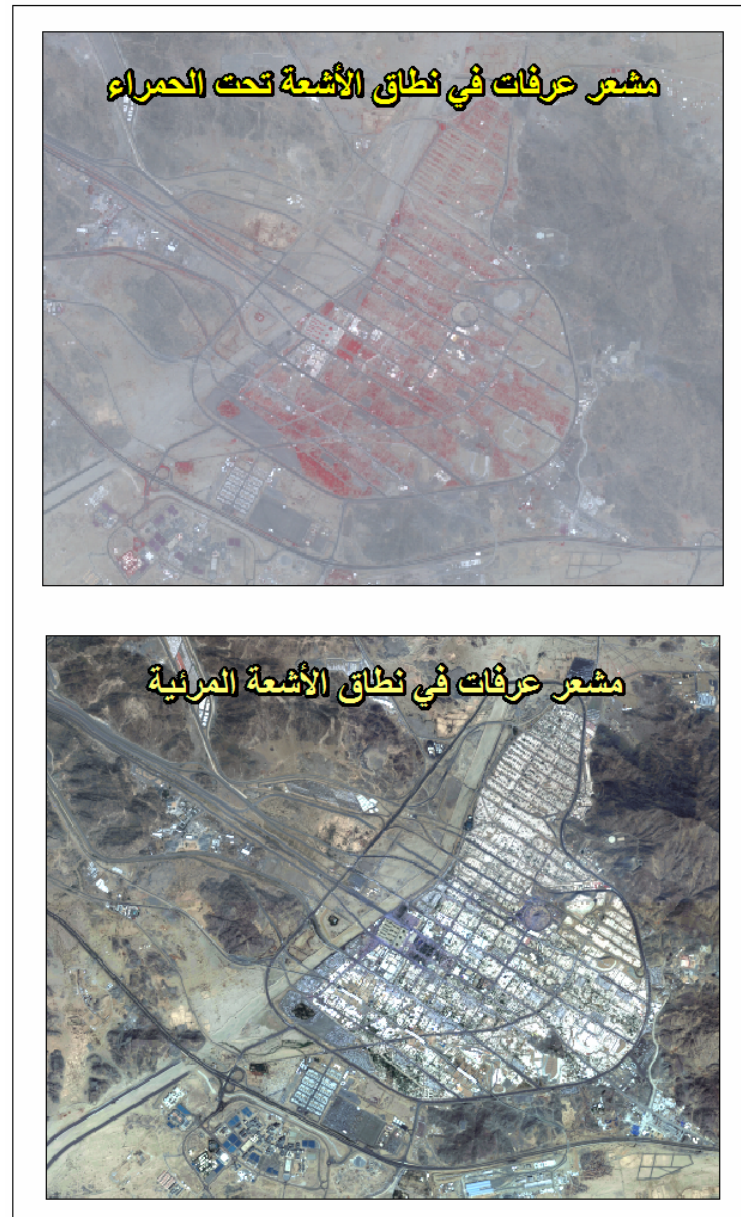 مشعر عرفات في نطاق الأشعة تحت الحمراء
مشعر عرفات في نطاق الأشعة المرئية